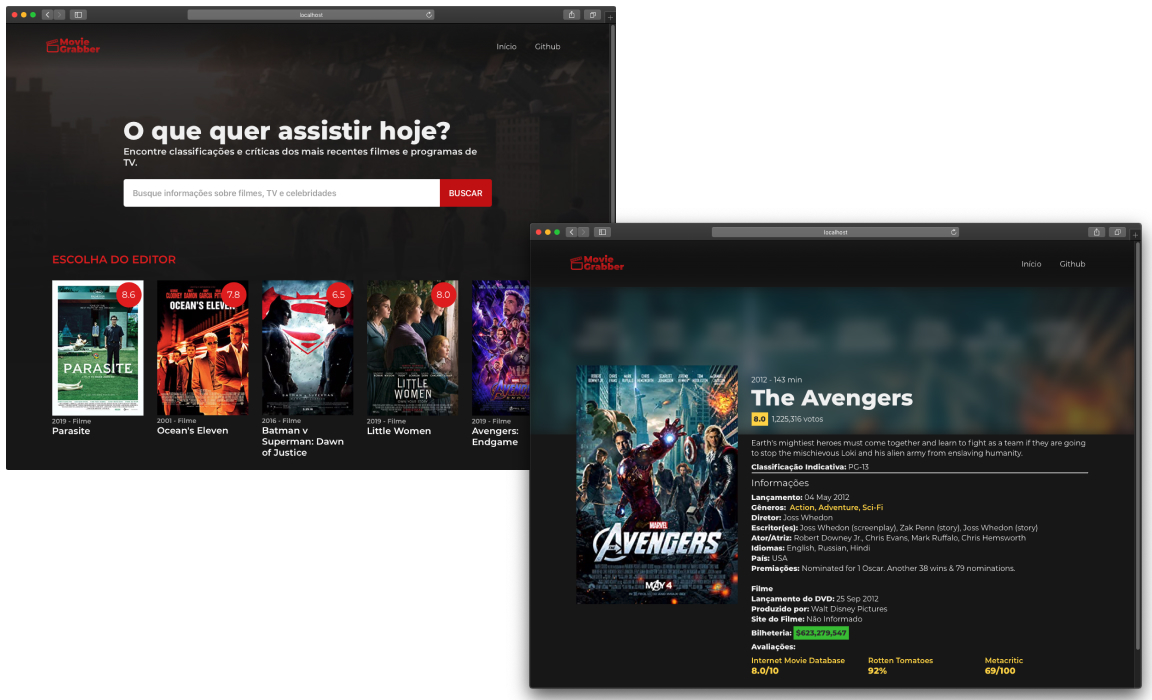 localhost
Movie
Grabber
Início Github
O que quer assistir hoje?
Encontre classificações e críticas dos mais recentes filmes e programas de
TV.
Busque informações sobre filmes, TV e celebridades
BUSCAR
ESCOLHA DO EDITOR
8.6
7.8
6.5
8.0
OCEAN'S ELEVEN
PARASITE
LITTLE
WOMEN
2019 - Filme
Parasite
2001 - Filme
Ocean's Eleven
2016 - Filme
Batman v
Superman: Dawn
of Justice
2019 - Filme
Little Women
2019 - Filme
Avengers:
Endgame
localhost
Movie
Grabber
Início Github
MARVEL
AVENGERS
MAY 4
2012 - 143 min
The Avengers
8.0 1,225,316 votos
Earth's mightiest heroes must come together and learn to fight as a team if they are going
to stop the mischievous Loki and his alien army from enslaving humanity.
Classificação Indicativa: PG-13
Informações
Lançamento: 04 May 2012
Gêneros: Action, Adventure, Sci-Fi
Diretor: Joss Whedon
Escritor(es): Joss Whedon (screenplay), Zak Penn (story), Joss Whedon (story)
Ator/Atriz: Robert Downey Jr., Chris Evans, Mark Ruffalo, Chris Hemsworth
Idiomas: English, Russian, Hindi
País: USA
Premiações: Nominated for 1 Oscar. Another 38 wins & 79 nominations.
Filme
Lançamento do DVD: 25 Sep 2012
Produzido por: Walt Disney Pictures
Site do Filme: Não Informado
Bilheteria: $623,279,547
Avaliações:
Internet Movie Database Rotten Tomatoes Metacritic
8.0/10 92% 69/100